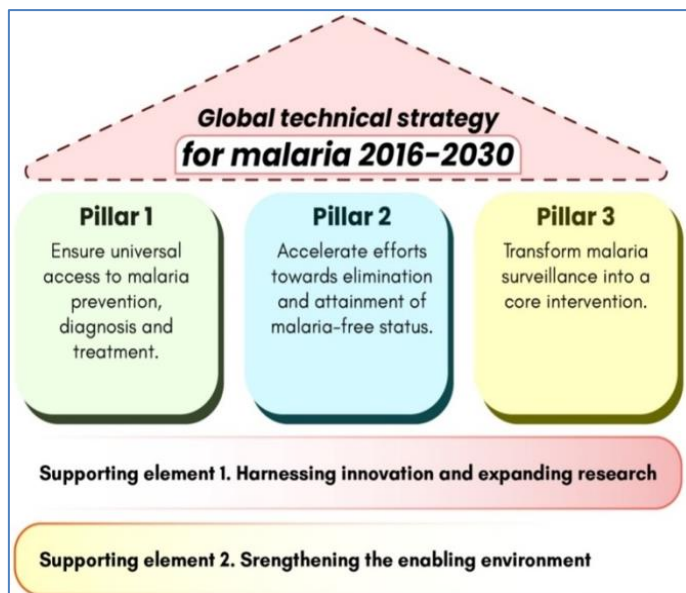 Global technical strategy
for malaria 2016-2030
Pillar 1
Ensure universal
access to malaria
prevention,
diagnosis and
treatment.
Pillar 2
Accelerate efforts
towards elimination
and attainment of
malaria-free status.
Pillar 3
Transform malaria
surveillance into a
core intervention.
Supporting element 1. Harnessing innovation and expanding research
Supporting element 2. Srengthening the enabling environment